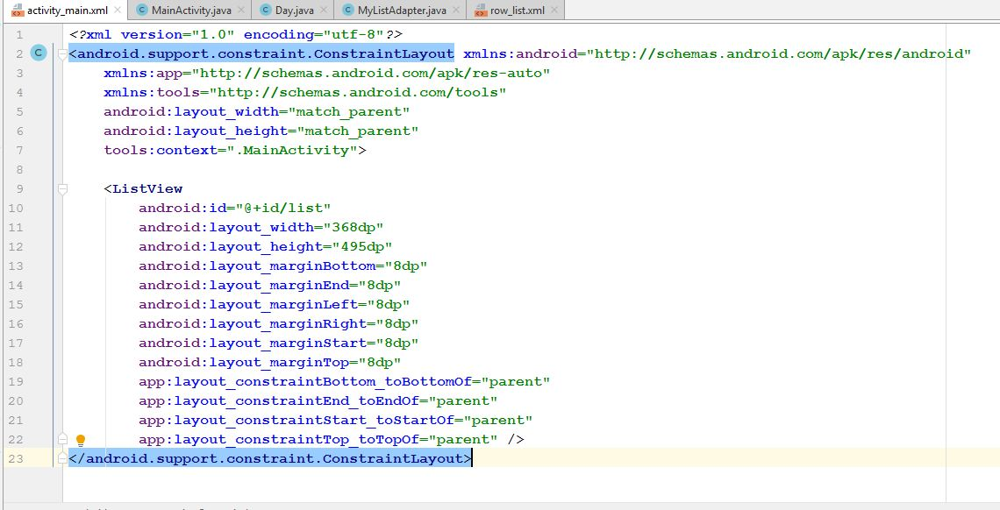 activity_main.xml MainActivity.java Day.java MyListAdapter.java row_list.xml
1 <?xml version="1.0" encoding="utf-8"?>
2 C <android.support.constraint.ConstraintLayout xmlns:android="http://schemas.android.com/apk/res/android"
3 xmlns:app="http://schemas.android.com/apk/res-auto"
4 xmlns:tools="http://schemas.android.com/tools"
5 android:layout_width="match_parent"
6 android:layout_height="match_parent"
7 tools:context=".MainActivity">
8
9 <ListView
10 android:id="@+id/list"
11 android:layout_width="368dp"
12 android:layout_height="495dp"
13 android:layout_marginBottom="8dp"
14 android:layout_marginEnd="8dp"
15 android:layout_marginLeft="8dp"
16 android:layout_marginRight="8dp"
17 android:layout_marginStart="8dp"
18 android:layout_marginTop="8dp"
19 app:layout_constraintBottom_toBottomOf="parent"
20 app:layout_constraintEnd_toEndOf="parent"
21 app:layout_constraintStart_toStartOf="parent"
22 app:layout_constraintTop_toTopOf="parent" />
23 </android.support.constraint.ConstraintLayout>